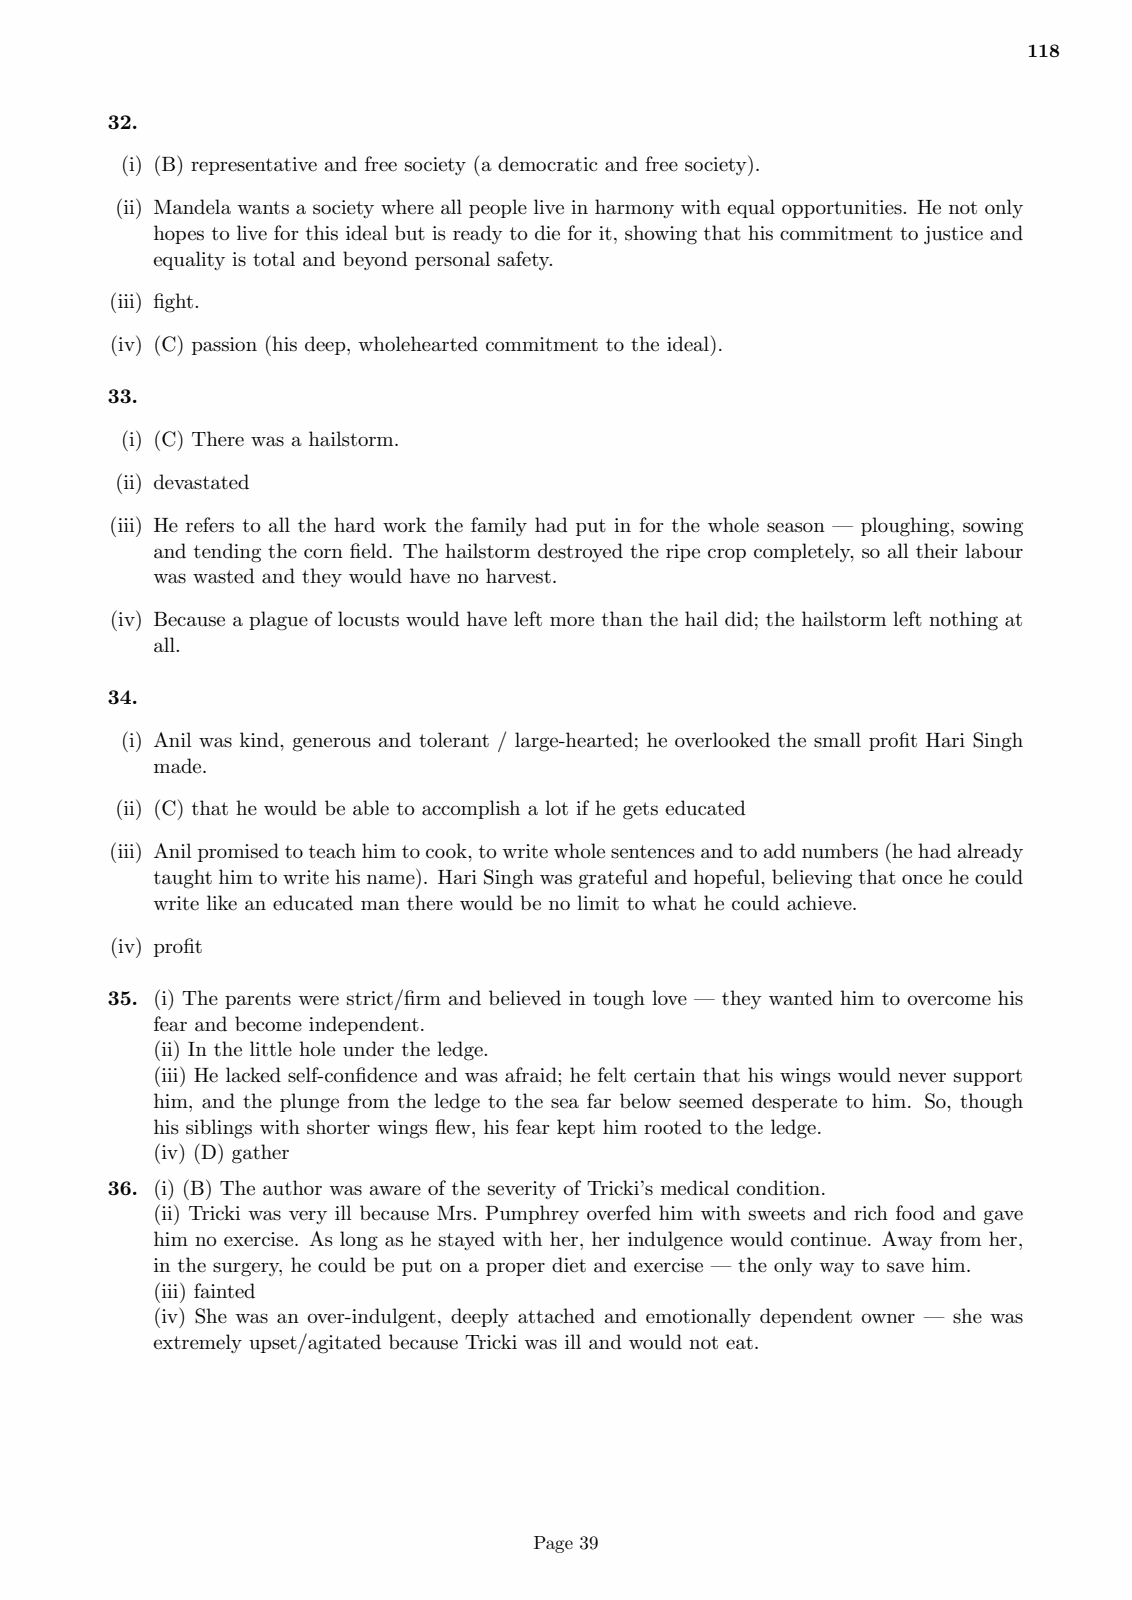 118
32.
(i) (B) representative and free society (a democratic and free society).
(ii) Mandela wants a society where all people live in harmony with equal opportunities. He not only
hopes to live for this ideal but is ready to die for it, showing that his commitment to justice and
equality is total and beyond personal safety.
(iii) fight.
(iv) (C) passion (his deep, wholehearted commitment to the ideal).
33.
(i) (C) There was a hailstorm.
(ii) devastated
(iii) He refers to all the hard work the family had put in for the whole season — ploughing, sowing
and tending the corn field. The hailstorm destroyed the ripe crop completely, so all their labour
was wasted and they would have no harvest.
(iv) Because a plague of locusts would have left more than the hail did; the hailstorm left nothing at
all.
34.
(i) Anil was kind, generous and tolerant / large-hearted; he overlooked the small profit Hari Singh
made.
(ii) (C) that he would be able to accomplish a lot if he gets educated
(iii) Anil promised to teach him to cook, to write whole sentences and to add numbers (he had already
taught him to write his name). Hari Singh was grateful and hopeful, believing that once he could
write like an educated man there would be no limit to what he could achieve.
(iv) profit
35. (i) The parents were strict/firm and believed in tough love — they wanted him to overcome his
fear and become independent.
(ii) In the little hole under the ledge.
(iii) He lacked self-confidence and was afraid; he felt certain that his wings would never support
him, and the plunge from the ledge to the sea far below seemed desperate to him. So, though
his siblings with shorter wings flew, his fear kept him rooted to the ledge.
(iv) (D) gather
36. (i) (B) The author was aware of the severity of Tricki's medical condition.
(ii) Tricki was very ill because Mrs. Pumphrey overfed him with sweets and rich food and gave
him no exercise. As long as he stayed with her, her indulgence would continue. Away from her,
in the surgery, he could be put on a proper diet and exercise — the only way to save him.
(iii) fainted
(iv) She was an over-indulgent, deeply attached and emotionally dependent owner — she was
extremely upset/agitated because Tricki was ill and would not eat.
Page 39